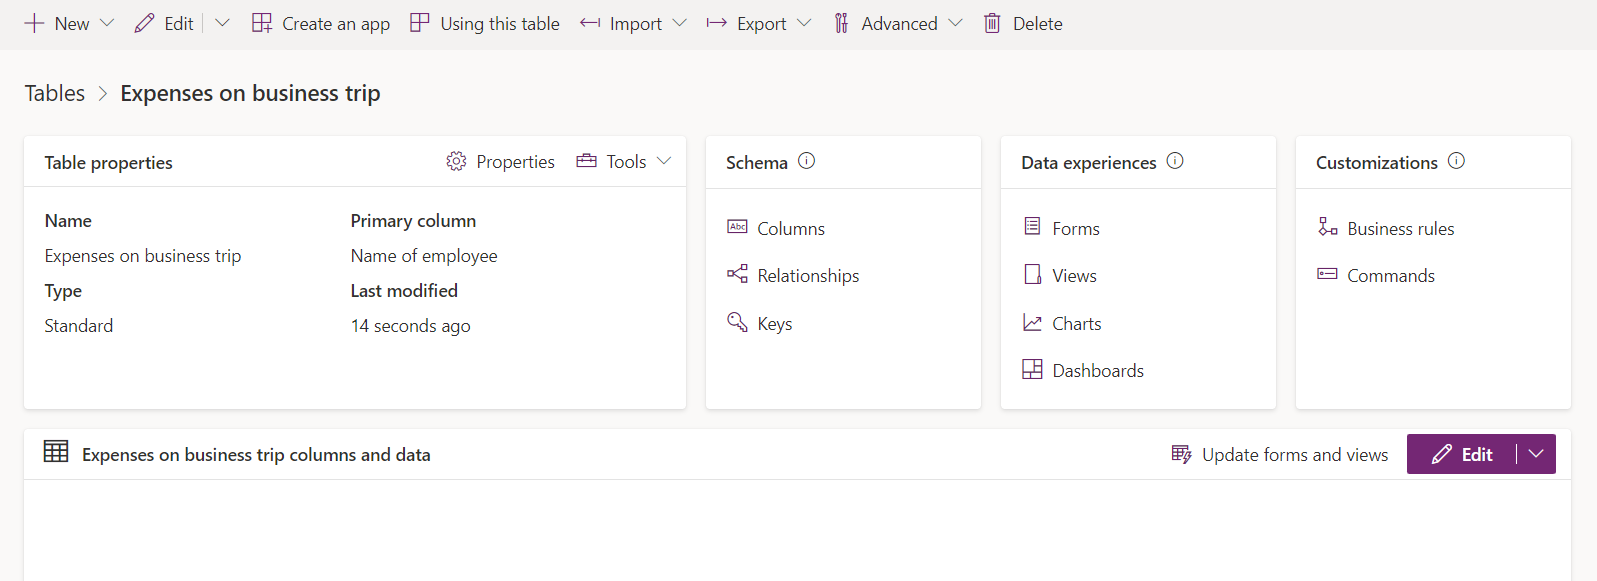 New Edit Create an app Using this table Import Export Advanced Delete
Tables > Expenses on business trip
Table properties Properties Tools
Name Primary column
Expenses on business trip Name of employee
Type Last modified
Standard 14 seconds ago
Schema
Abc Columns
Relationships
Keys
Data experiences
Forms
Views
Charts
Dashboards
Customizations
Business rules
Commands
Expenses on business trip columns and data Update forms and views Edit